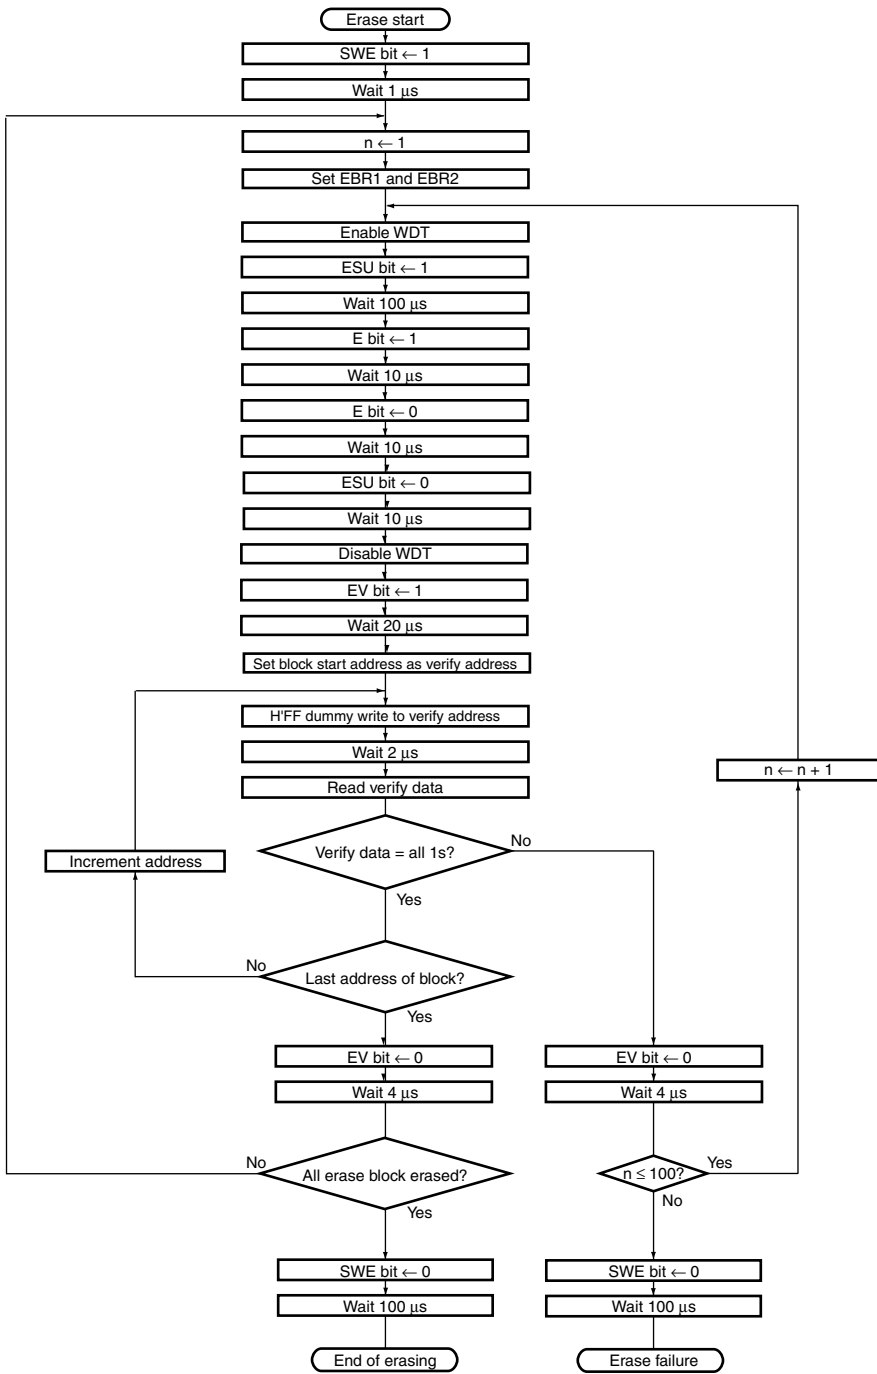 Erase start
SWE bit ← 1
Wait 1 μs
n ← 1
Set EBR1 and EBR2
Enable WDT
ESU bit ← 1
Wait 100 μs
E bit ← 1
Wait 10 μs
E bit ← 0
Wait 10 μs
ESU bit ← 0
Wait 10 μs
Disable WDT
EV bit ← 1
Wait 20 μs
Set block start address as verify address
H'FF dummy write to verify address
Wait 2 μs
n ← n + 1
Read verify data
No
Verify data = all 1s?
Increment address
Yes
No
Last address of block?
Yes
EV bit ← 0
EV bit ← 0
Wait 4 μs
Wait 4 μs
No
All erase block erased?
n ≤ 100?
Yes
No
Yes
SWE bit ← 0
SWE bit ← 0
Wait 100 μs
Wait 100 μs
End of erasing
Erase failure